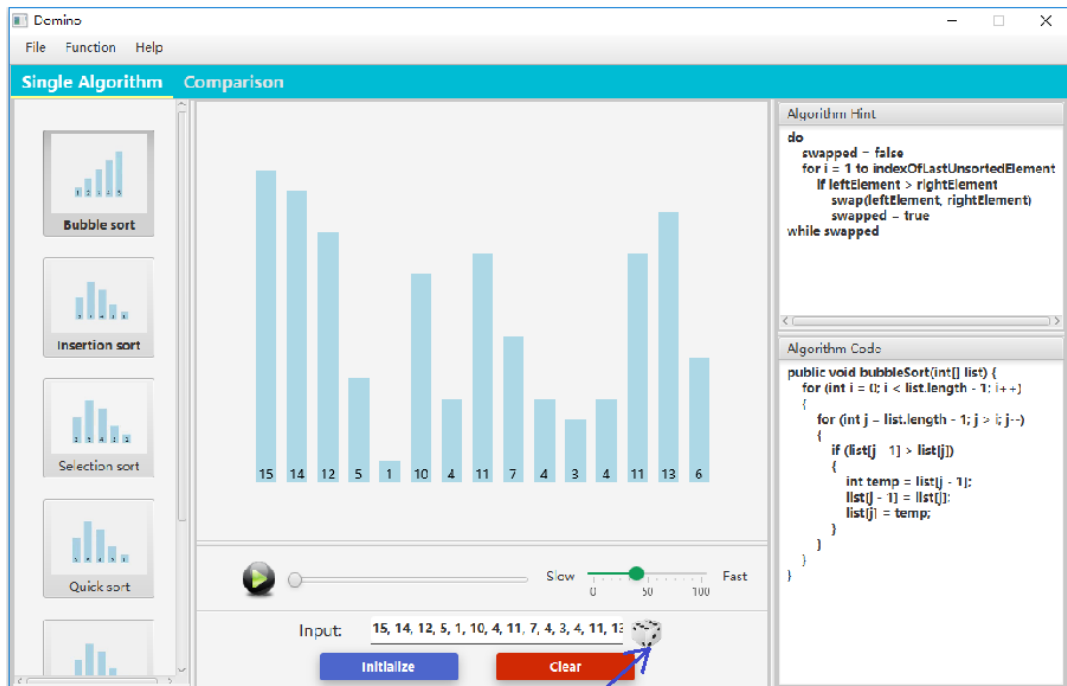 Domino
File Function Help
Single Algorithm Comparison
1 2 3 4 5
Bubble sort
Insertion sort
Selection sort
Quick sort
15 14 12 5 1 10 4 11 7 4 3 4 11 13 6
Slow Fast
0 50 100
Input: 15, 14, 12, 5, 1, 10, 4, 11, 7, 4, 3, 4, 11, 13
Initialize Clear
Algorithm Hint
do
swapped = false
for i = 1 to indexOfLastUnsortedElement
if leftElement > rightElement
swap(leftElement, rightElement)
swapped = true
while swapped
Algorithm Code
public void bubbleSort(int[] list) {
for (int i = 0; i < list.length - 1; i++)
{
for (int j = list.length - 1; j > i; j--)
{
if (list[j - 1] > list[j])
{
int temp = list[j - 1];
list[j - 1] = list[j];
list[j] = temp;
}
}
}
}